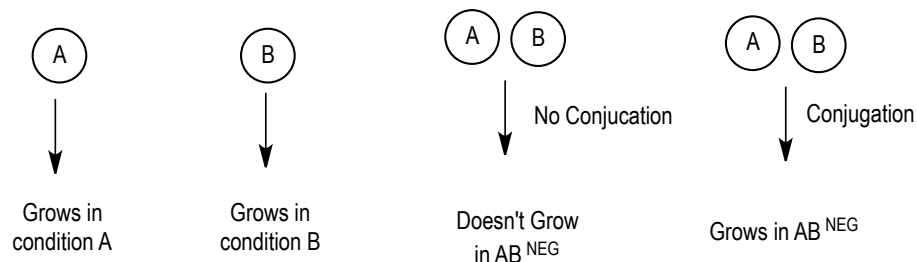 A
B
A B
A B
No Conjucation
Conjugation
Grows in
condition A
Grows in
condition B
Doesn't Grow
in AB NEG
Grows in AB NEG